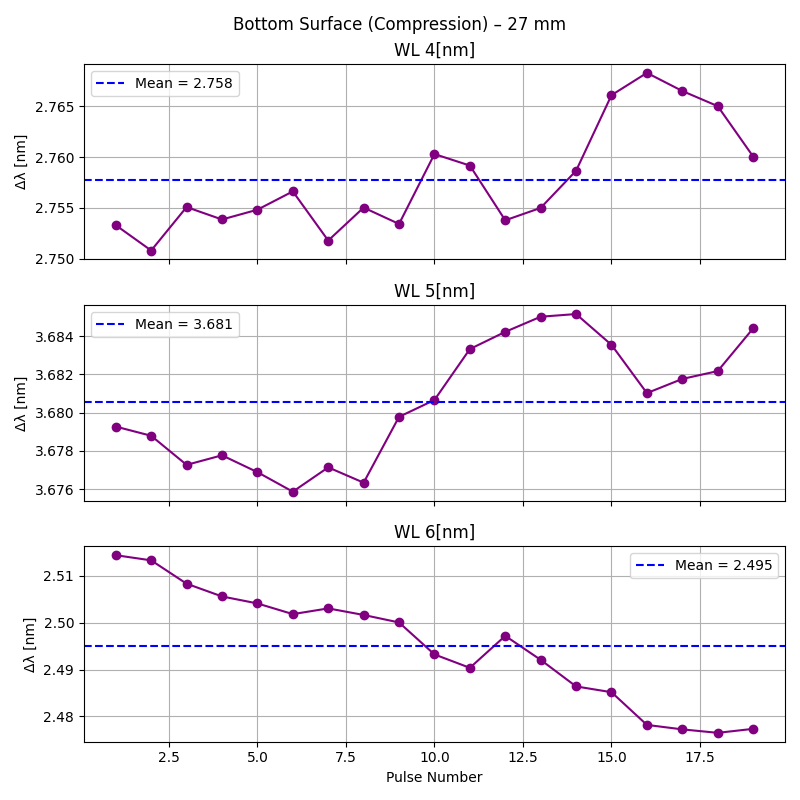 Bottom Surface (Compression) – 27 mm
WL 4[nm]
Mean = 2.758
2.765
2.760
2.755
2.750
Δλ [nm]
WL 5[nm]
Mean = 3.681
3.684
3.682
3.680
3.678
3.676
Δλ [nm]
WL 6[nm]
Mean = 2.495
2.51
2.50
2.49
2.48
Δλ [nm]
2.5 5.0 7.5 10.0 12.5 15.0 17.5
Pulse Number